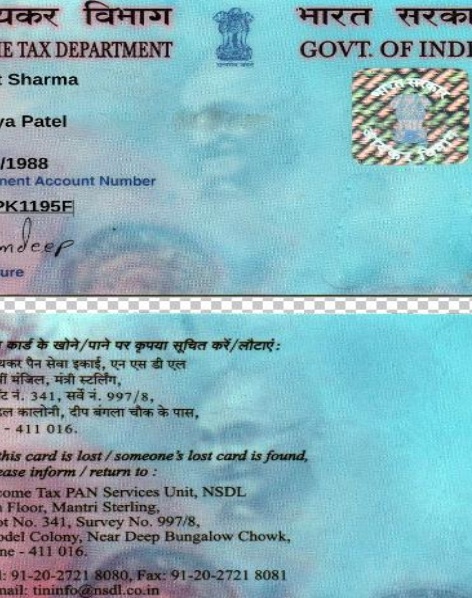 यकर विभाग
भारत सरका
E TAX DEPARTMENT
GOVT. OF INDI
सत्यमेव जयते
भारत सरकार
आयकर विभाग
t Sharma
ya Patel
/1988
nent Account Number
PK1195F
mdeep
ure
कार्ड के खोने/पाने पर कृपया सूचित करें/लौटाएं :
यकर पैन सेवा इकाई, एन एस डी एल
वीं मंजिल, मंत्री स्टर्लिंग,
ट नं. 341, सर्वे नं. 997/8,
डल कालोनी, दीप बंगला चौक के पास,
- 411 016.
this card is lost / someone's lost card is found,
ease inform / return to :
come Tax PAN Services Unit, NSDL
Floor, Mantri Sterling,
ot No. 341, Survey No. 997/8,
odel Colony, Near Deep Bungalow Chowk,
ne - 411 016.
l: 91-20-2721 8080, Fax: 91-20-2721 8081
mail: tininfo@nsdl.co.in